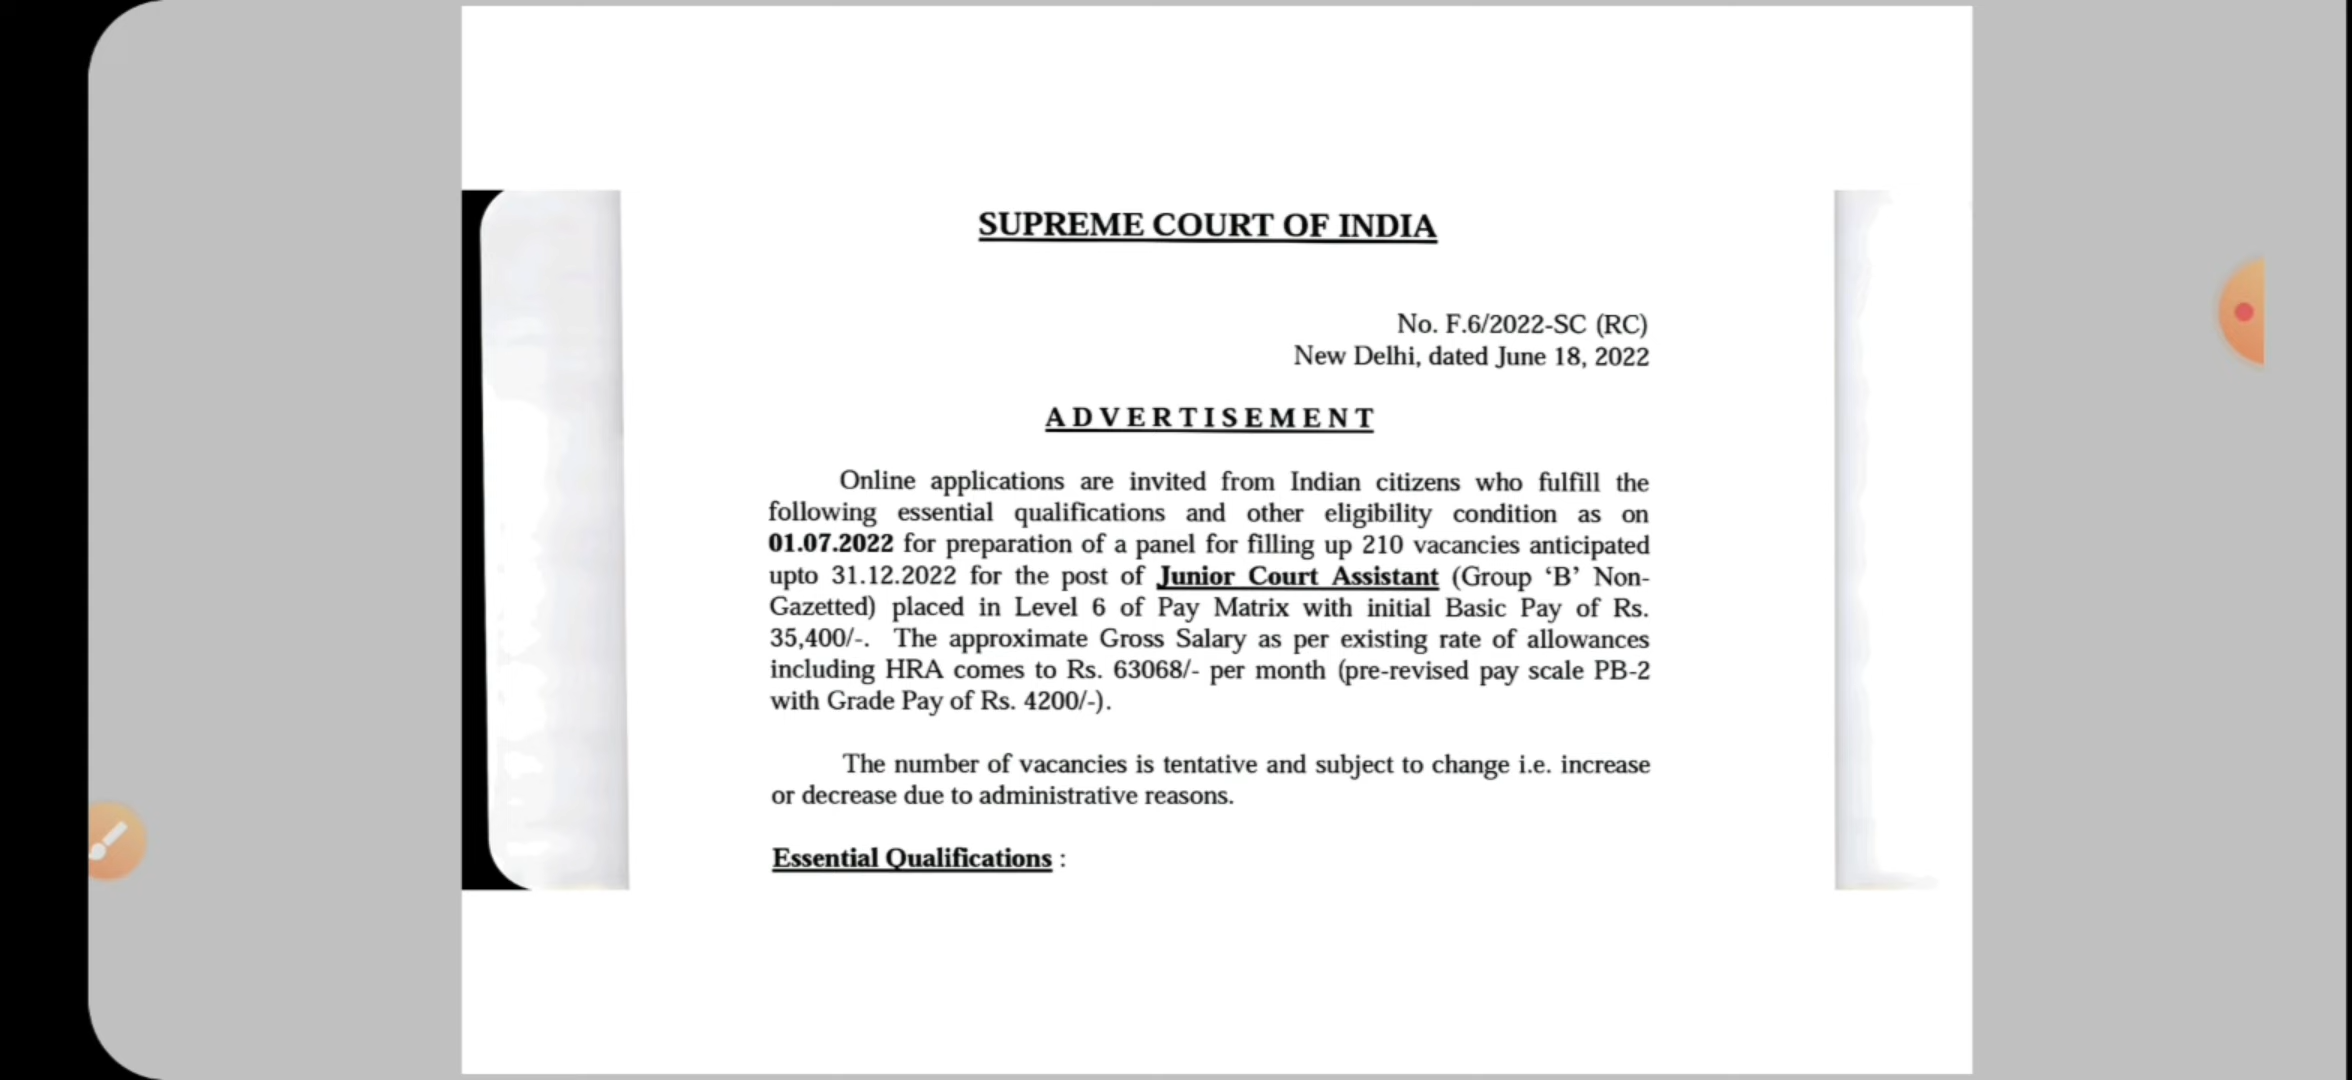 SUPREME COURT OF INDIA
No. F.6/2022-SC (RC)
New Delhi, dated June 18, 2022
ADVERTISEMENT
Online applications are invited from Indian citizens who fulfill the
following essential qualifications and other eligibility condition as on
01.07.2022 for preparation of a panel for filling up 210 vacancies anticipated
upto 31.12.2022 for the post of Junior Court Assistant (Group ‘B’ Non-
Gazetted) placed in Level 6 of Pay Matrix with initial Basic Pay of Rs.
35,400/-. The approximate Gross Salary as per existing rate of allowances
including HRA comes to Rs. 63068/- per month (pre-revised pay scale PB-2
with Grade Pay of Rs. 4200/-).
The number of vacancies is tentative and subject to change i.e. increase
or decrease due to administrative reasons.
Essential Qualifications :